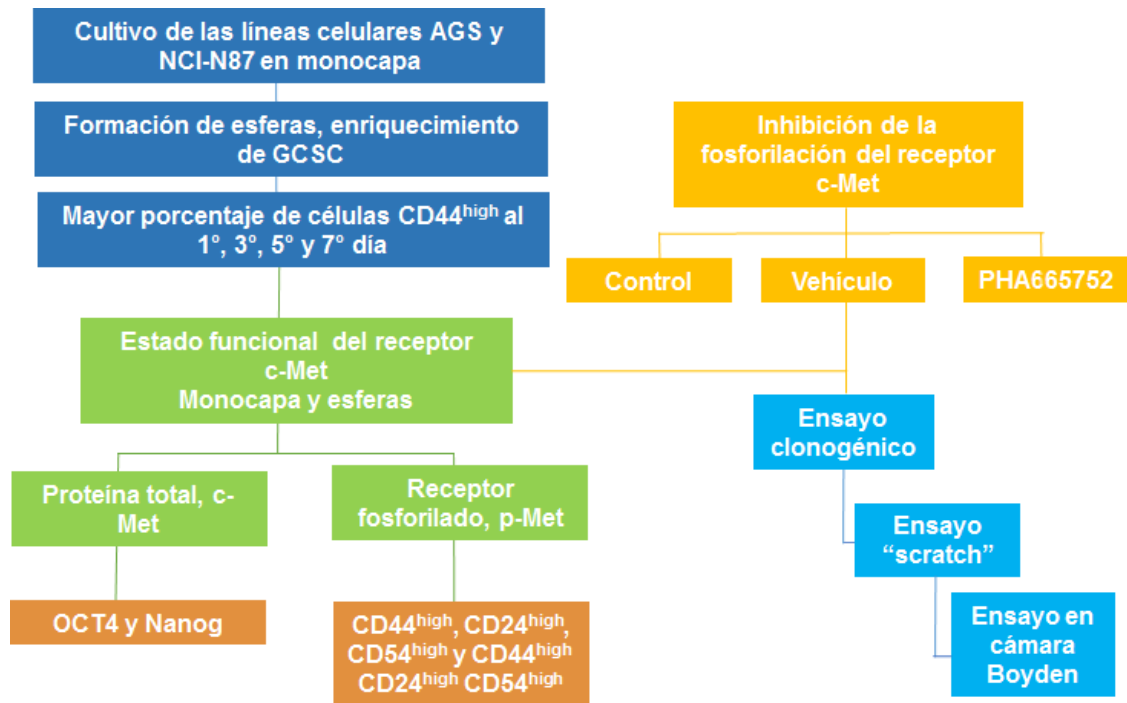 Cultivo de las líneas celulares AGS y
NCI-N87 en monocapa
Formación de esferas, enriquecimiento
de GCSC
Mayor porcentaje de células CD44high al
1°, 3°, 5° y 7° día
Inhibición de la
fosforilación del receptor
c-Met
Control
Vehículo
PHA665752
Estado funcional del receptor
c-Met
Monocapa y esferas
Proteína total, c-
Met
Receptor
fosforilado, p-Met
OCT4 y Nanog
CD44high, CD24high,
CD54high y CD44high
CD24high CD54high
Ensayo
clonogénico
Ensayo
“scratch”
Ensayo en
cámara
Boyden